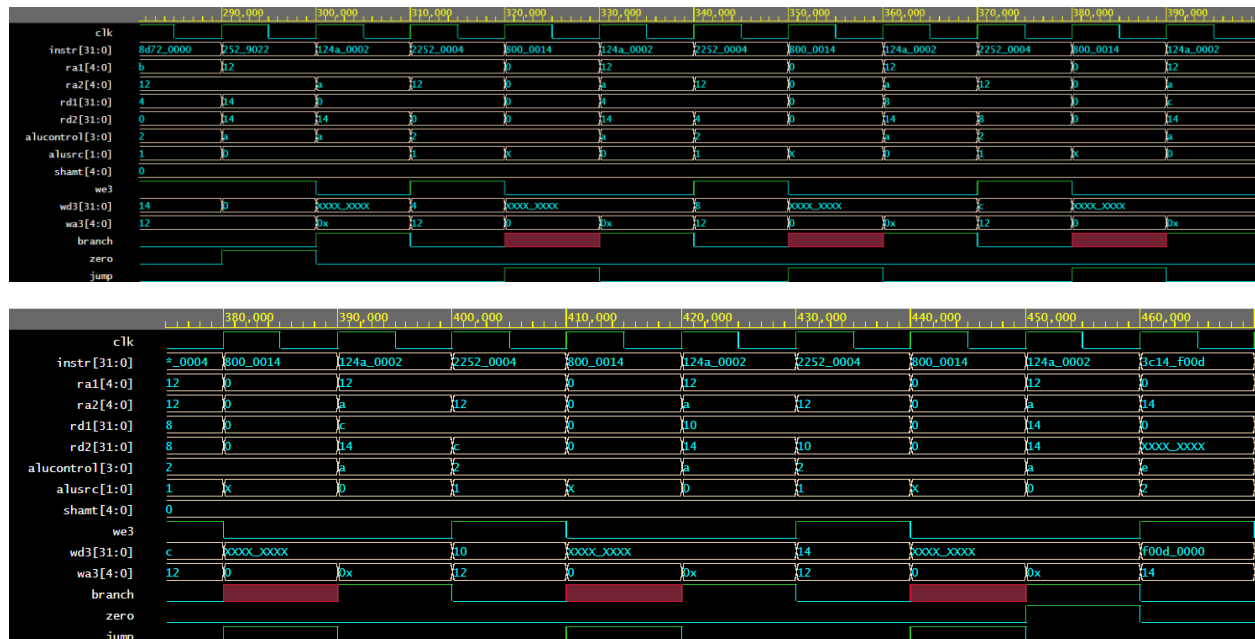 290,000 300,000 310,000 320,000 330,000 340,000 350,000 360,000 370,000 380,000 390,000
clk
instr[31:0] 8d72_0000 252_9022 124a_0002 2252_0004 800_0014 124a_0002 2252_0004 800_0014 124a_0002 2252_0004 800_0014 124a_0002
ra1[4:0] b 12 0 12 0 12 0 12
ra2[4:0] 12 a 12 0 a 12 0 a 12 0 a
rd1[31:0] 4 14 0 0 4 0 8 0 c
rd2[31:0] 0 14 14 0 0 14 4 0 14 8 0 14
alucontrol[3:0] 2 a a 2 a 2 a 2 a
alusrc[1:0] 1 0 1 x 0 1 x 0 1 x 0
shamt[4:0] 0
we3
wd3[31:0] 14 0 XXXX_XXXX 4 XXXX_XXXX 8 XXXX_XXXX c XXXX_XXXX
wa3[4:0] 12 0x 12 0 0x 12 0 0x 12 0 0x
branch
zero
jump
380,000 390,000 400,000 410,000 420,000 430,000 440,000 450,000 460,000
clk
instr[31:0] *_0004 800_0014 124a_0002 2252_0004 800_0014 124a_0002 2252_0004 800_0014 124a_0002 3c14_f00d
ra1[4:0] 12 0 12 0 12 0 12 0
ra2[4:0] 12 0 a 12 0 a 12 0 a 14
rd1[31:0] 8 0 c 0 10 0 14 0
rd2[31:0] 8 0 14 c 0 14 10 0 14 XXXX_XXXX
alucontrol[3:0] 2 a 2 a 2 a e
alusrc[1:0] 1 x 0 1 x 0 1 x 0 2
shamt[4:0] 0
we3
wd3[31:0] c XXXX_XXXX 10 XXXX_XXXX 14 XXXX_XXXX f00d_0000
wa3[4:0] 12 0 0x 12 0 0x 12 0 0x 14
branch
zero
jump